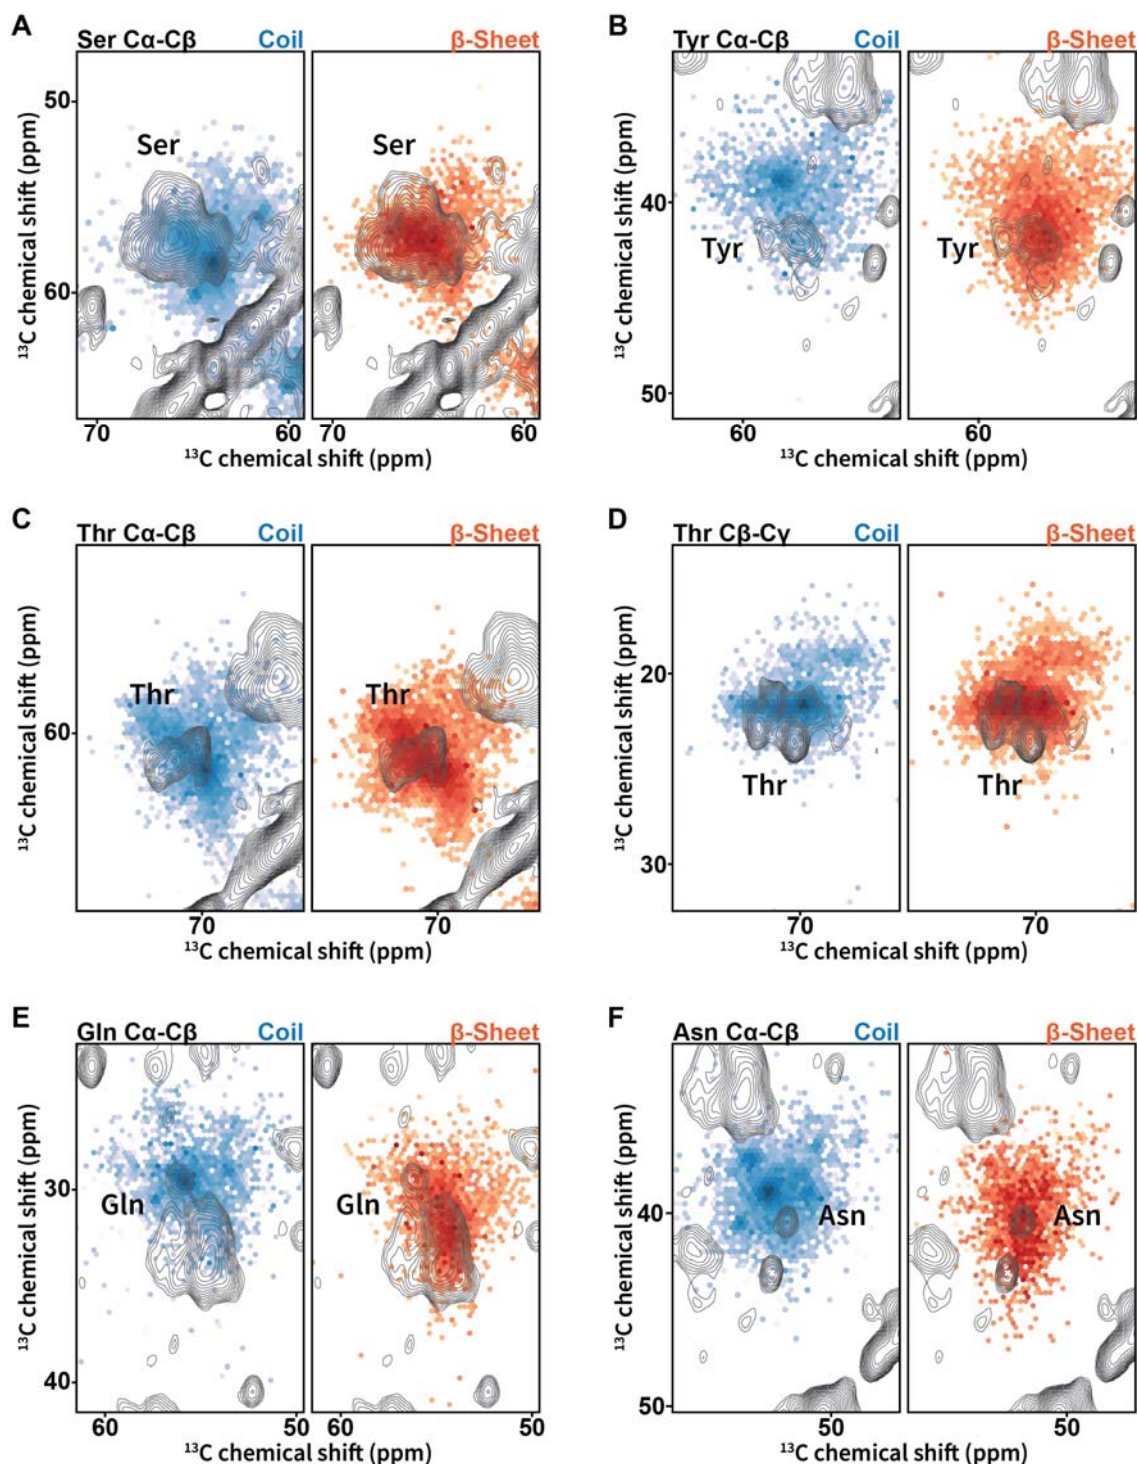 A
Ser Cα-Cβ Coil β-Sheet
Ser Ser
50
60
70 60 70 60
¹³C chemical shift (ppm)
¹³C chemical shift (ppm)
B
Tyr Cα-Cβ Coil β-Sheet
40
Tyr Tyr
50
60 60
¹³C chemical shift (ppm)
¹³C chemical shift (ppm)
C
Thr Cα-Cβ Coil β-Sheet
Thr Thr
60
70 70
¹³C chemical shift (ppm)
¹³C chemical shift (ppm)
D
Thr Cβ-Cγ Coil β-Sheet
20
Thr Thr
30
70 70
¹³C chemical shift (ppm)
¹³C chemical shift (ppm)
E
Gln Cα-Cβ Coil β-Sheet
30
Gln Gln
40
60 50 60 50
¹³C chemical shift (ppm)
¹³C chemical shift (ppm)
F
Asn Cα-Cβ Coil β-Sheet
40
Asn Asn
50
50 50
¹³C chemical shift (ppm)
¹³C chemical shift (ppm)